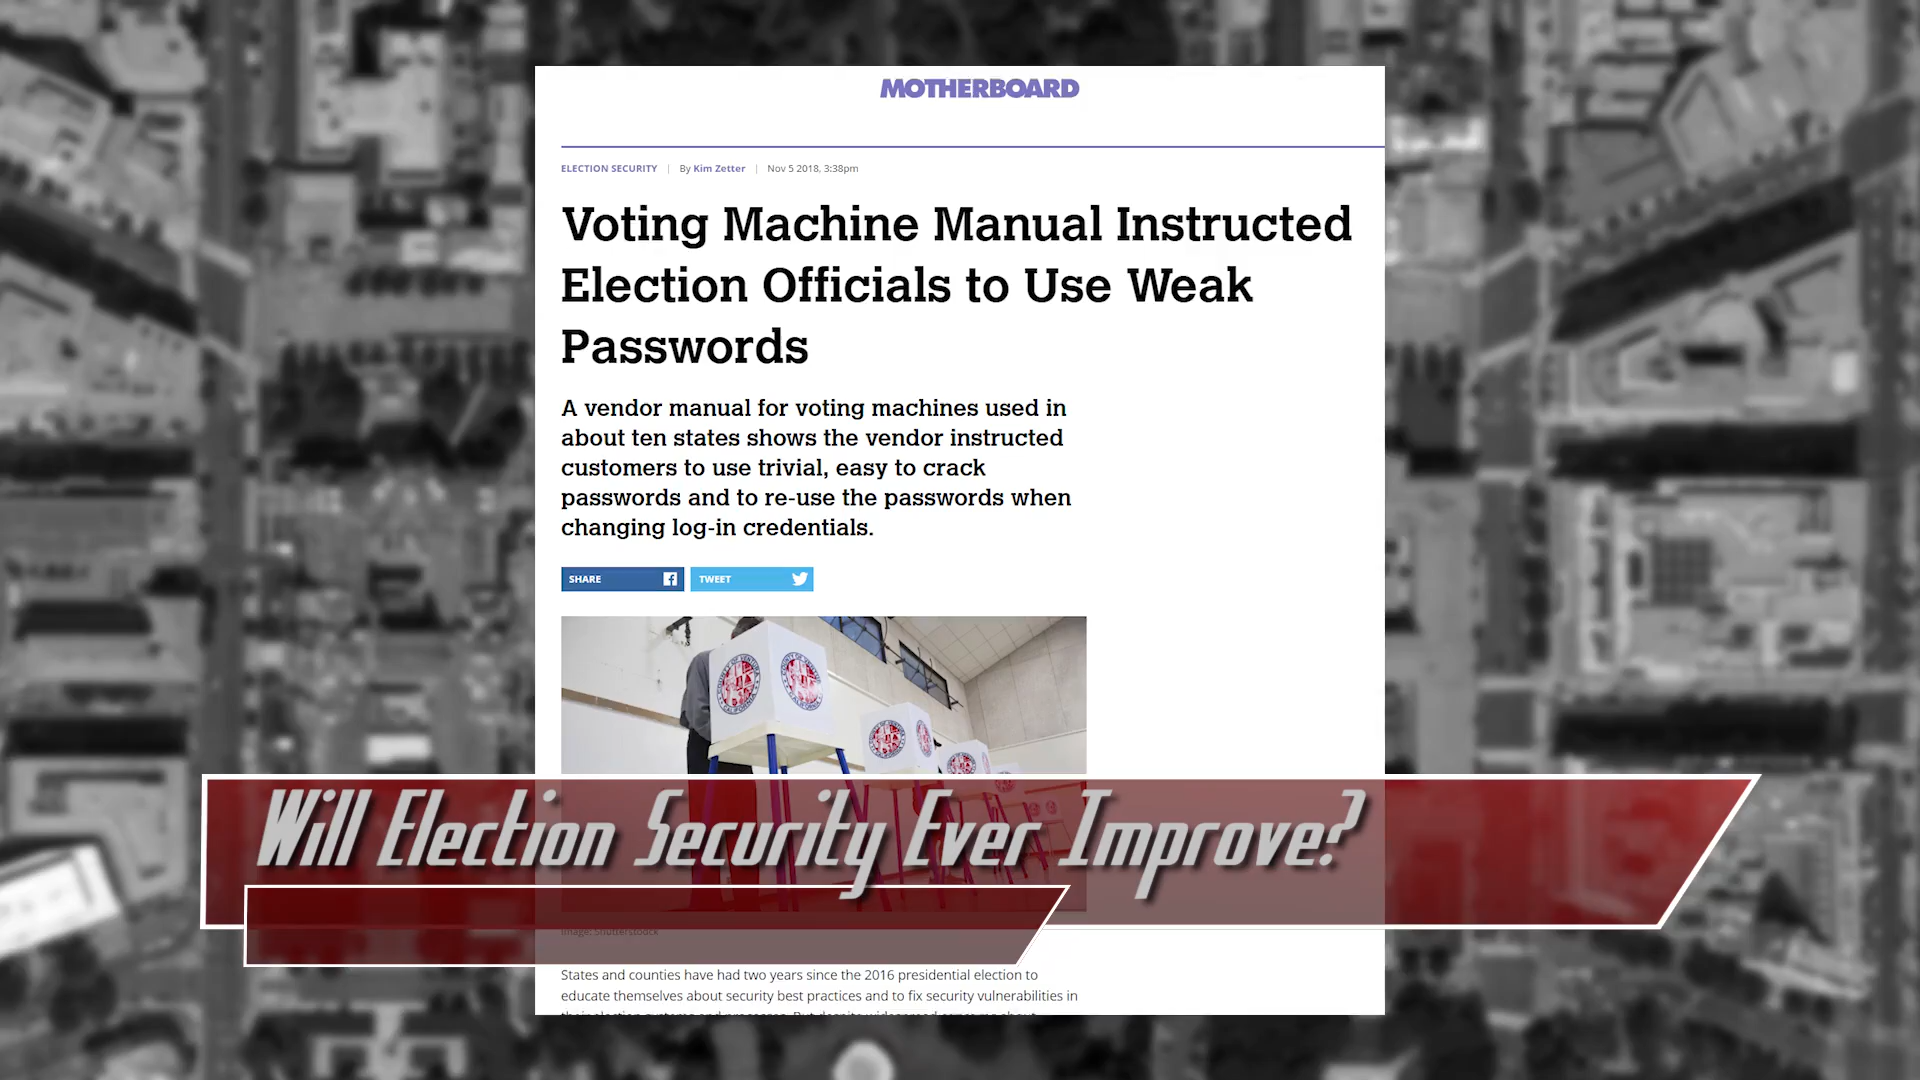 MOTHERBOARD
ELECTION SECURITY | By Kim Zetter | Nov 5 2018, 3:38pm
Voting Machine Manual Instructed
Election Officials to Use Weak
Passwords
A vendor manual for voting machines used in
about ten states shows the vendor instructed
customers to use trivial, easy to crack
passwords and to re-use the passwords when
changing log-in credentials.
SHARE TWEET
Will Election Security Ever Improve?
Image: Shutterstock
States and counties have had two years since the 2016 presidential election to
educate themselves about security best practices and to fix security vulnerabilities in